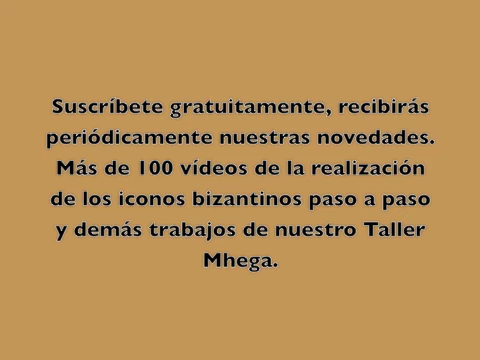 Suscríbete gratuitamente, recibirás
periódicamente nuestras novedades.
Más de 100 vídeos de la realización
de los iconos bizantinos paso a paso
y demás trabajos de nuestro Taller
Mhega.